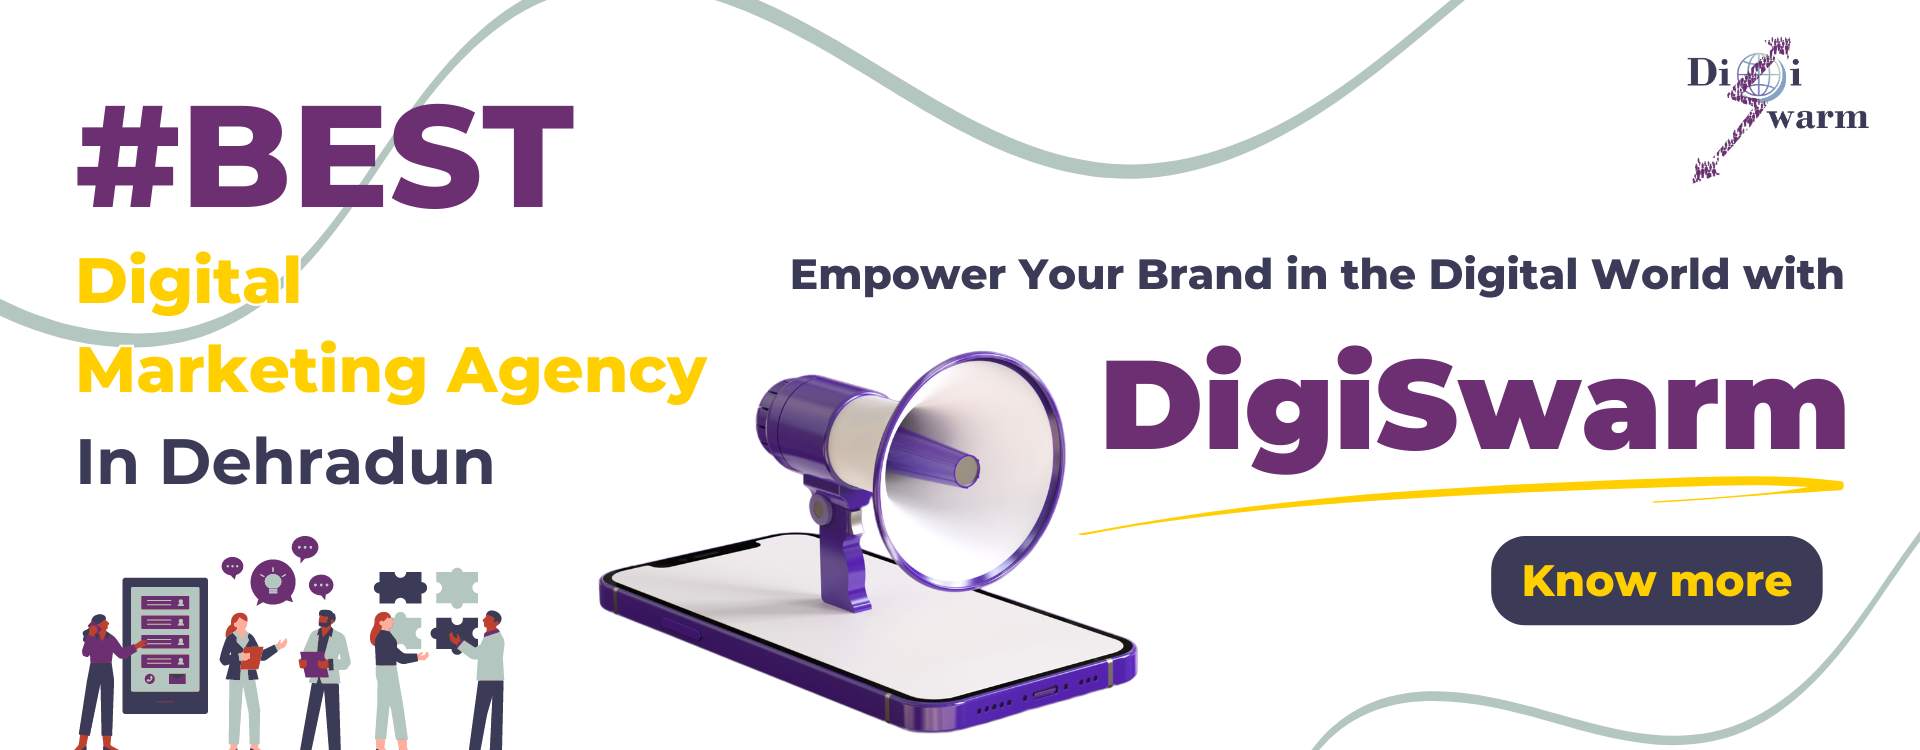 #BEST
Digital
Marketing Agency
In Dehradun
Digi
Swarm
Empower Your Brand in the Digital World with
DigiSwarm
Know more